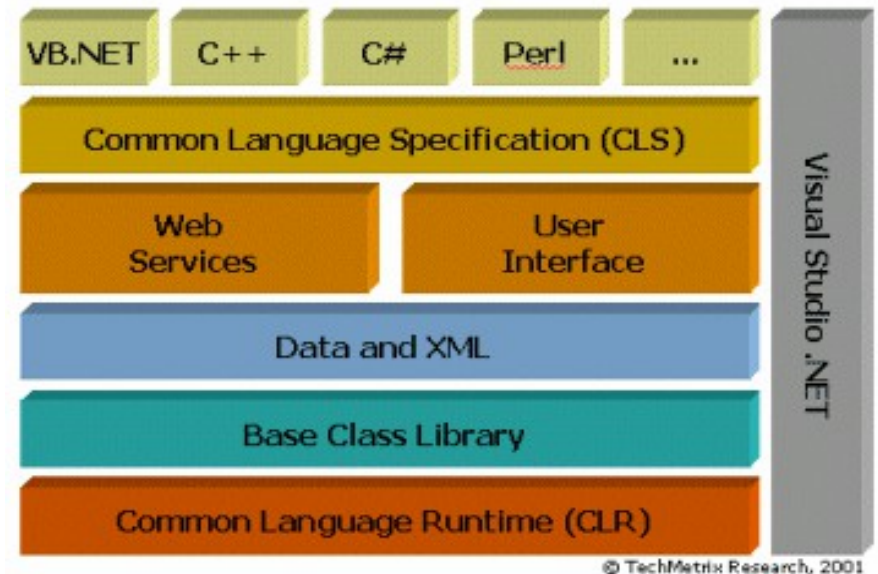 VB.NET
C++
C#
Perl
...
Common Language Specification (CLS)
Web
Services
User
Interface
Data and XML
Base Class Library
Common Language Runtime (CLR)
Visual Studio .NET
© TechMetrix Research, 2001